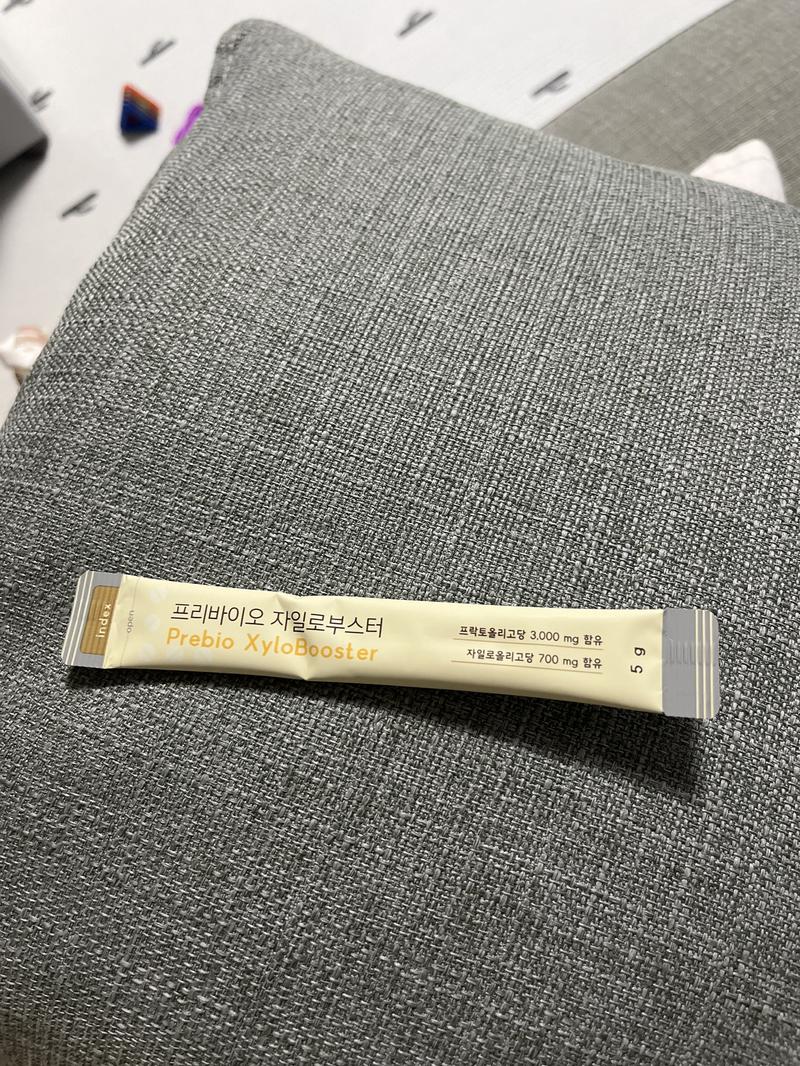 Index
open
프리바이오 자일로부스터
Prebio XyloBooster
프락토올리고당 3,000 mg 함유
자일로올리고당 700 mg 함유
5 g